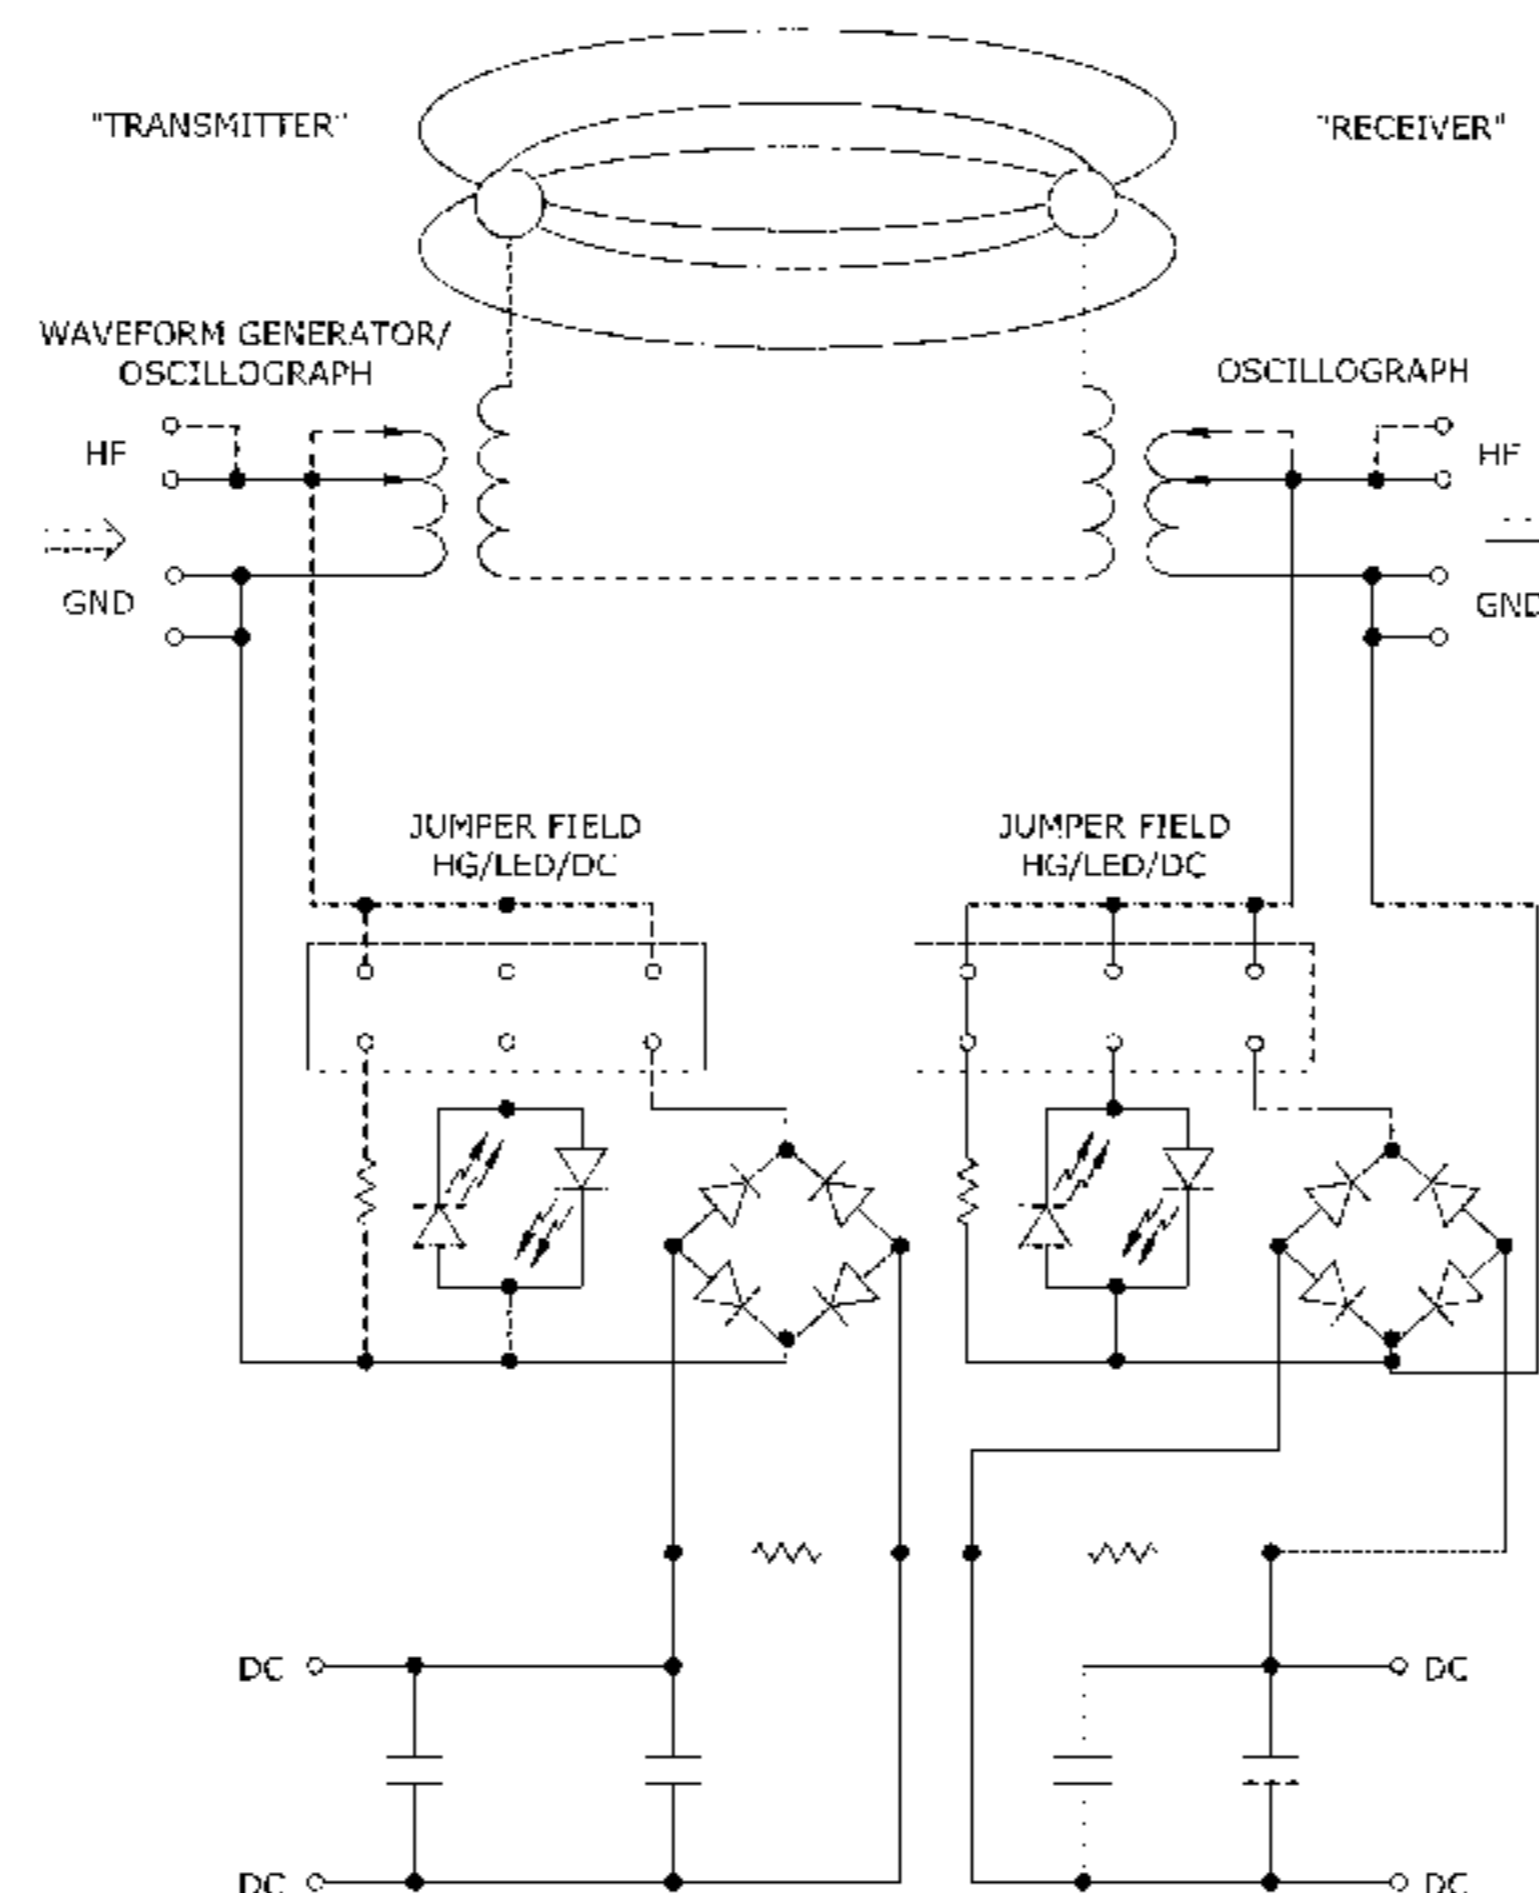 "TRANSMITTER"
"RECEIVER"
WAVEFORM GENERATOR/
OSCILLOGRAPH
OSCILLOGRAPH
HF
HF
GND
GND
JUMPER FIELD
HG/LED/DC
JUMPER FIELD
HG/LED/DC
DC
DC
DC
DC